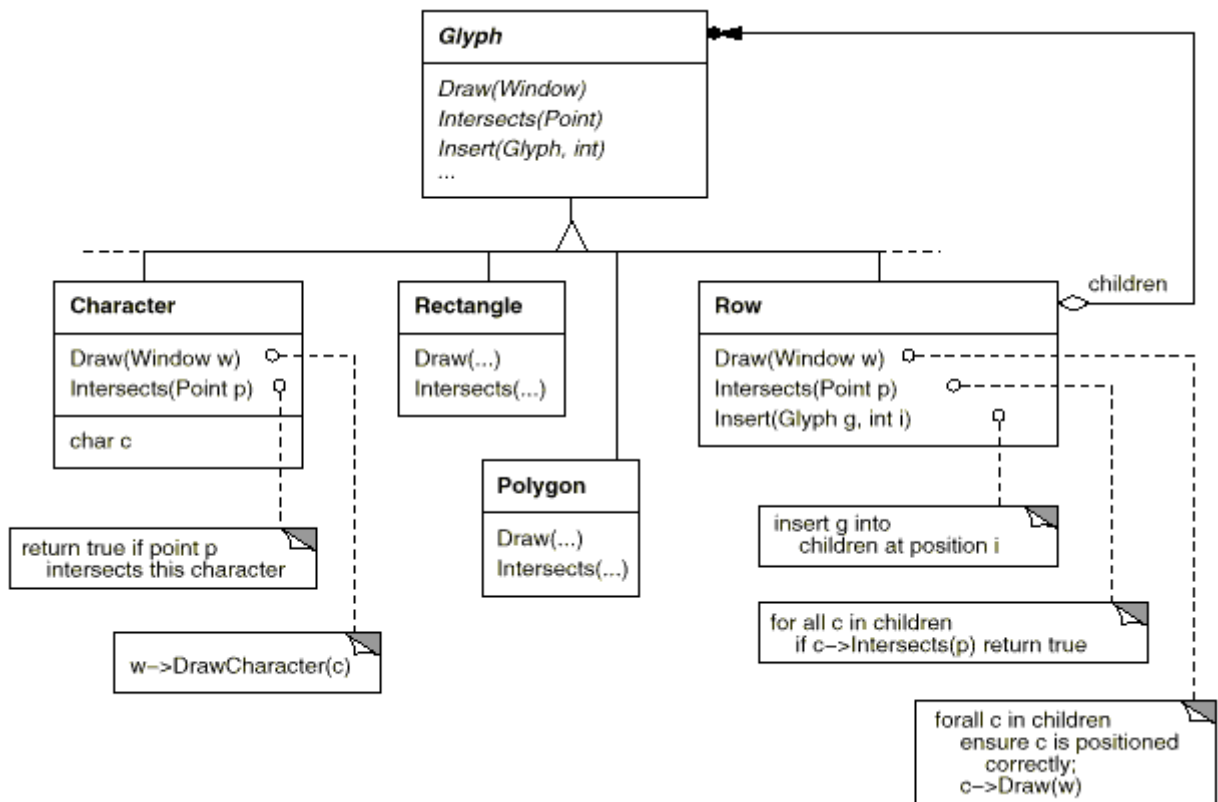 Glyph
Draw(Window)
Intersects(Point)
Insert(Glyph, int)
...
children
Character
Draw(Window w)
Intersects(Point p)
char c
Rectangle
Draw(...)
Intersects(...)
Row
Draw(Window w)
Intersects(Point p)
Insert(Glyph g, int i)
Polygon
Draw(...)
Intersects(...)
return true if point p
intersects this character
w->DrawCharacter(c)
insert g into
children at position i
for all c in children
if c->Intersects(p) return true
forall c in children
ensure c is positioned
correctly;
c->Draw(w)